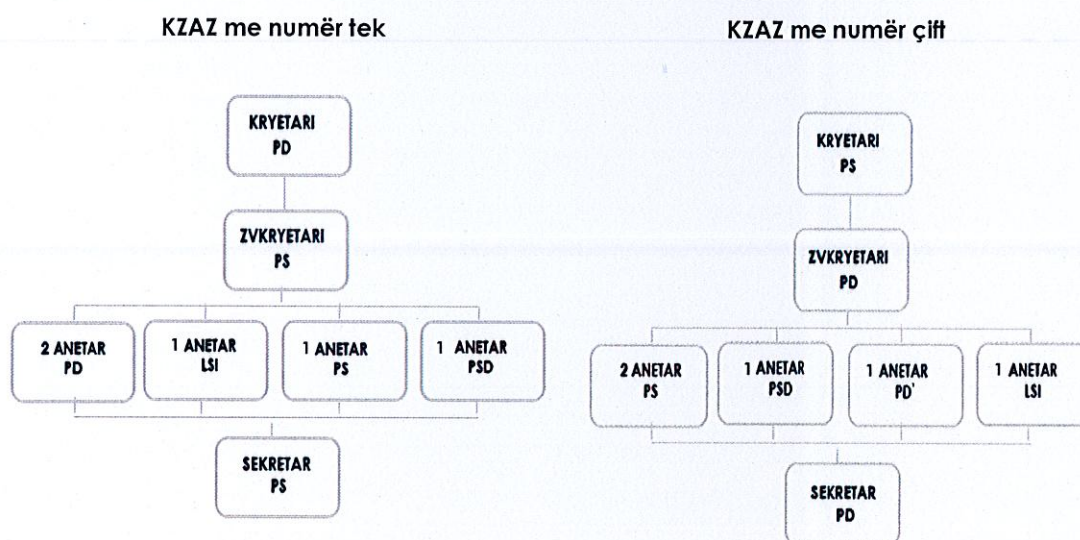 KZAZ me numër tek
KRYETARI
PD
ZVKRYETARI
PS
2 ANETAR
PD
1 ANETAR
LSI
1 ANETAR
PS
1 ANETAR
PSD
SEKRETAR
PS
KZAZ me numër çift
KRYETARI
PS
ZVKRYETARI
PD
2 ANETAR
PS
1 ANETAR
PSD
1 ANETAR
PD'
1 ANETAR
LSI
SEKRETAR
PD